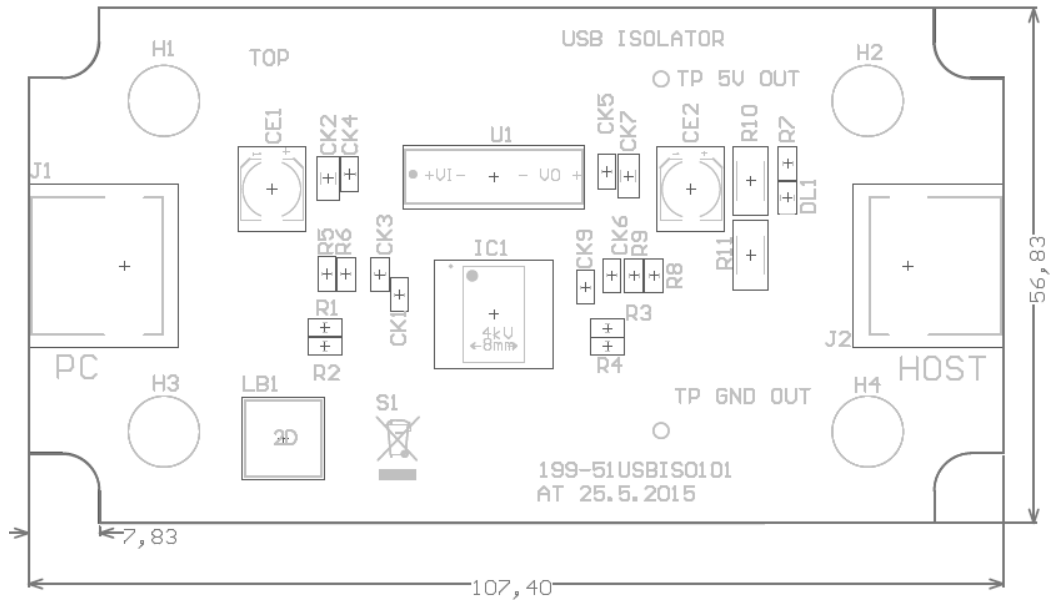 USB ISOLATOR
H1
TOP
H2
TP 5V OUT
CE1
CK2
CK4
U1
CK5
CK7
CE2
R10
R7
J1
+VI-
- VO +
DL1
R5
R6
CK3
IC1
CK9
CK6
R9
R8
R11
CK1
4kV
8mm
R1
R3
R2
R4
J2
56,83
PC
HOST
H3
LB1
S1
TP GND OUT
H4
2D
199-51USBISO101
AT 25.5.2015
7,83
107,40